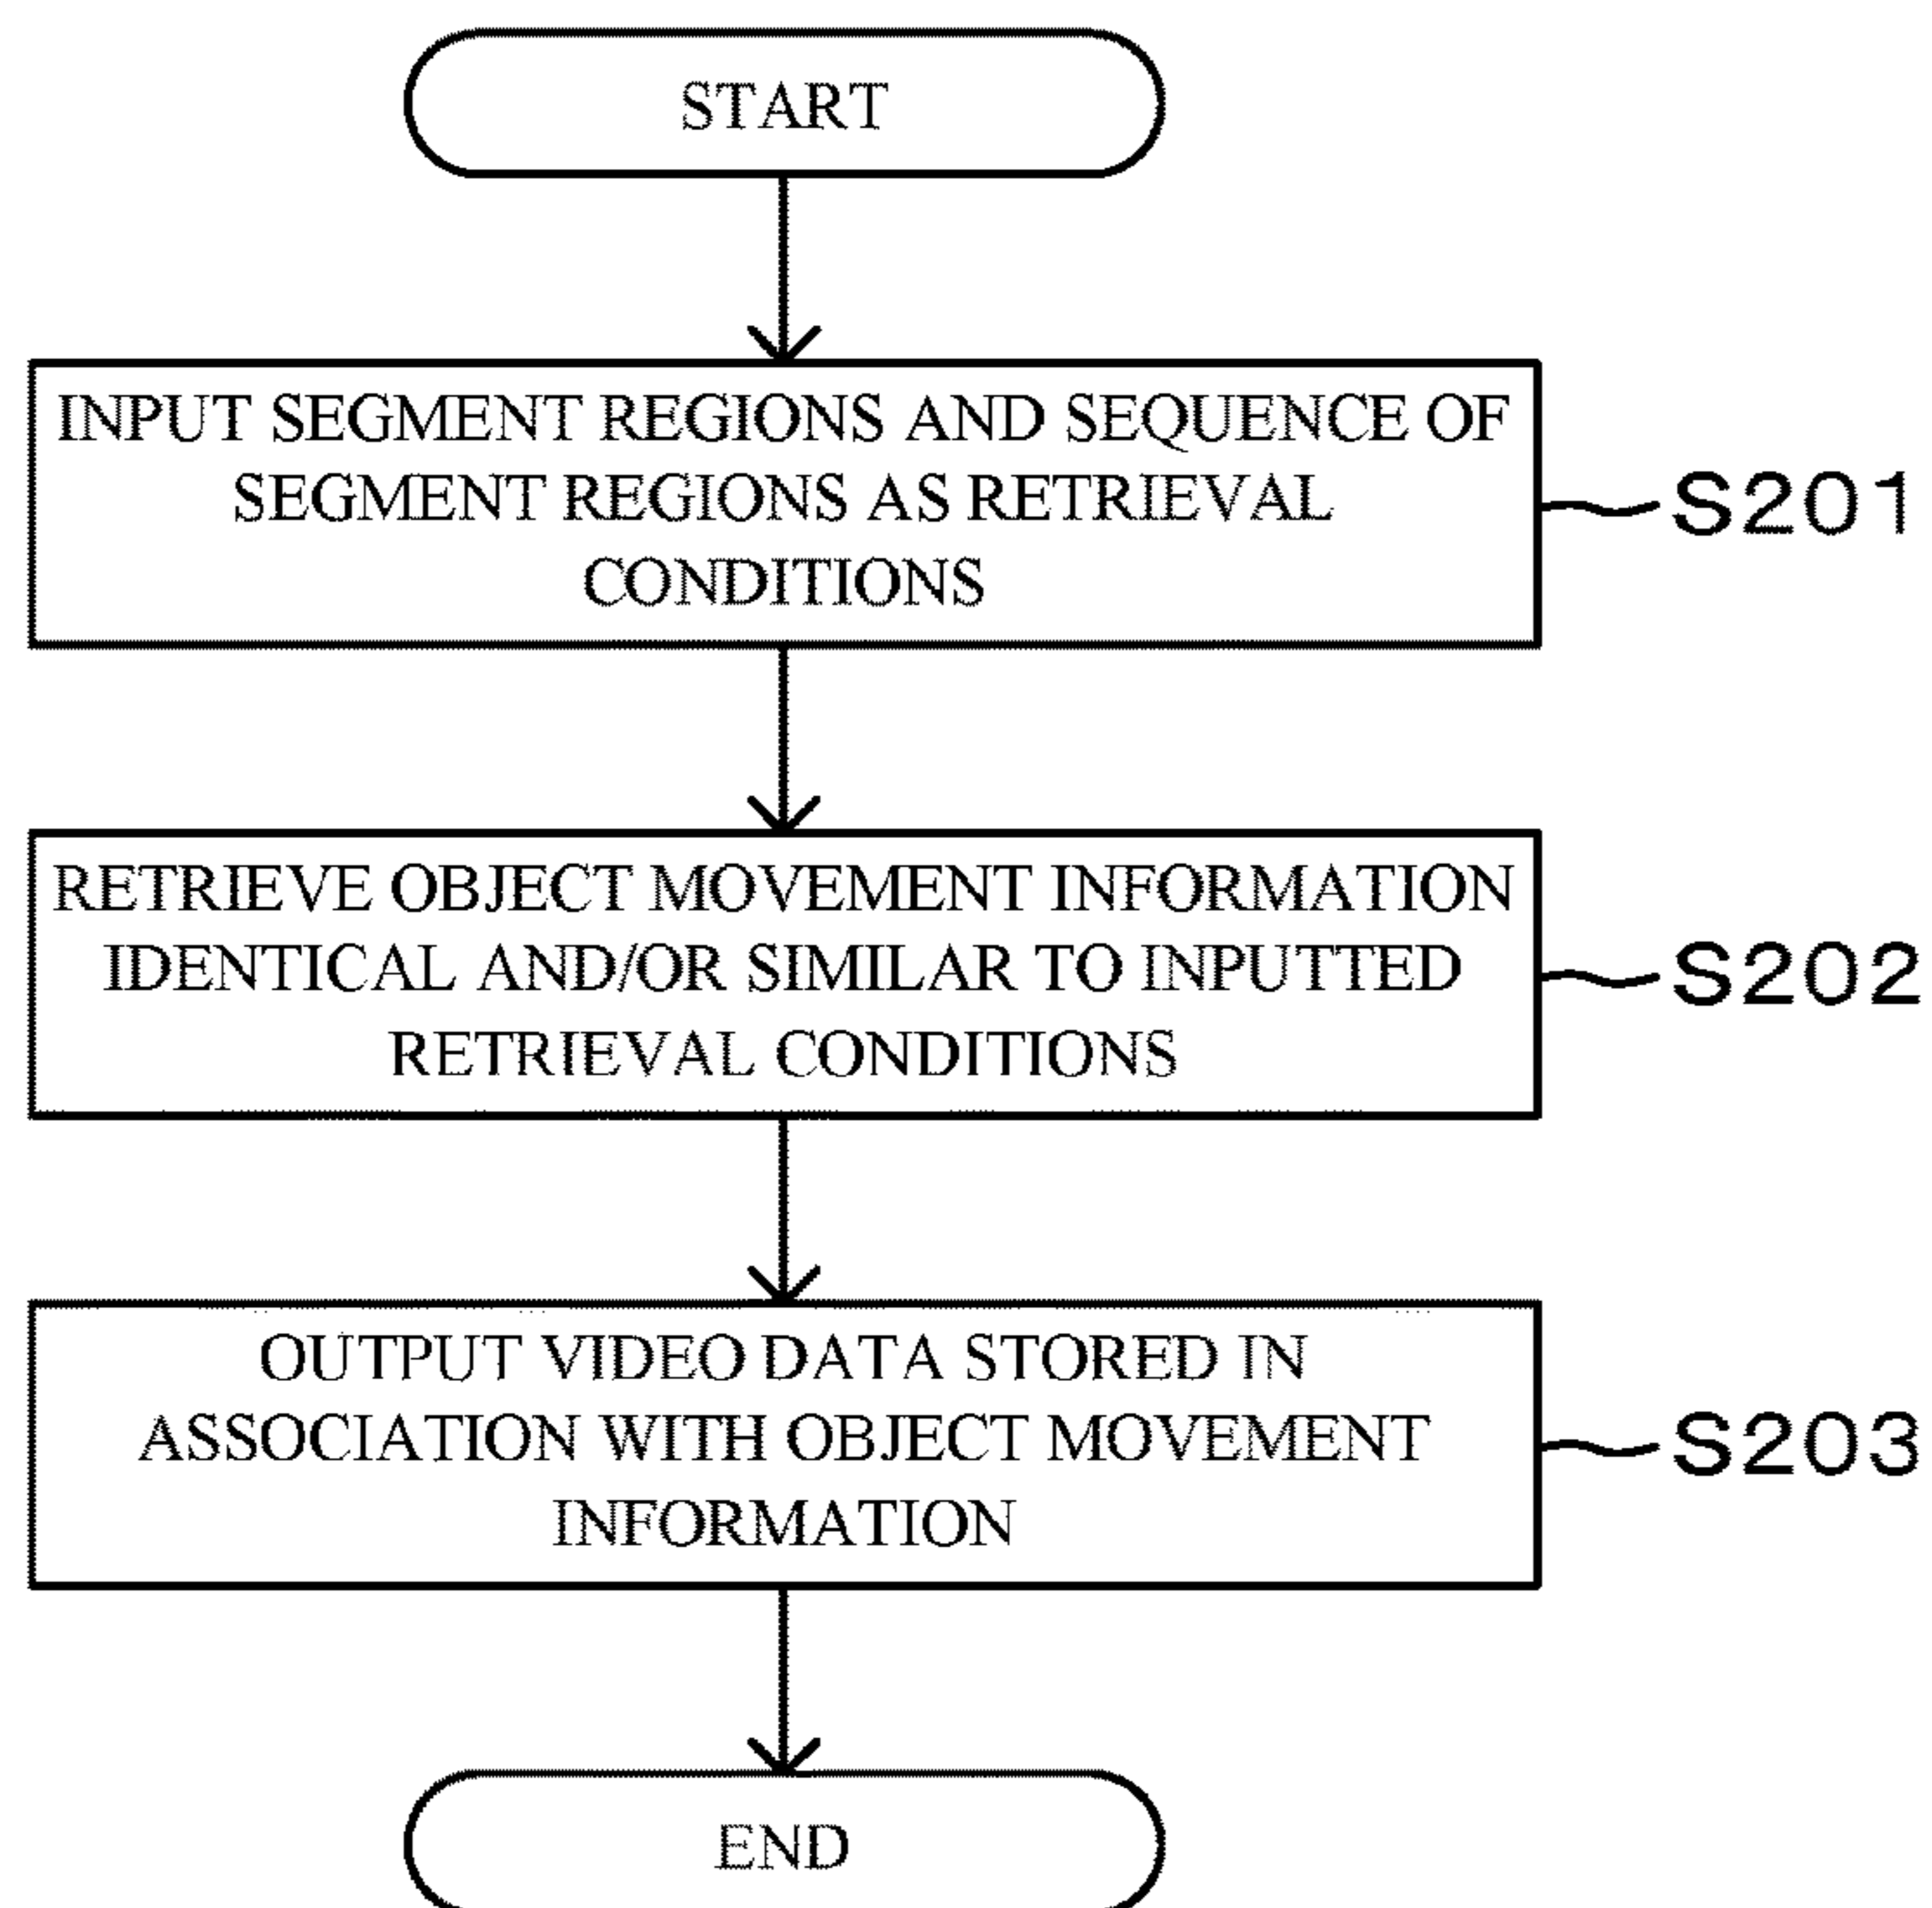 START
INPUT SEGMENT REGIONS AND SEQUENCE OF
SEGMENT REGIONS AS RETRIEVAL
CONDITIONS
S201
RETRIEVE OBJECT MOVEMENT INFORMATION
IDENTICAL AND/OR SIMILAR TO INPUTTED
RETRIEVAL CONDITIONS
S202
OUTPUT VIDEO DATA STORED IN
ASSOCIATION WITH OBJECT MOVEMENT
INFORMATION
S203
END